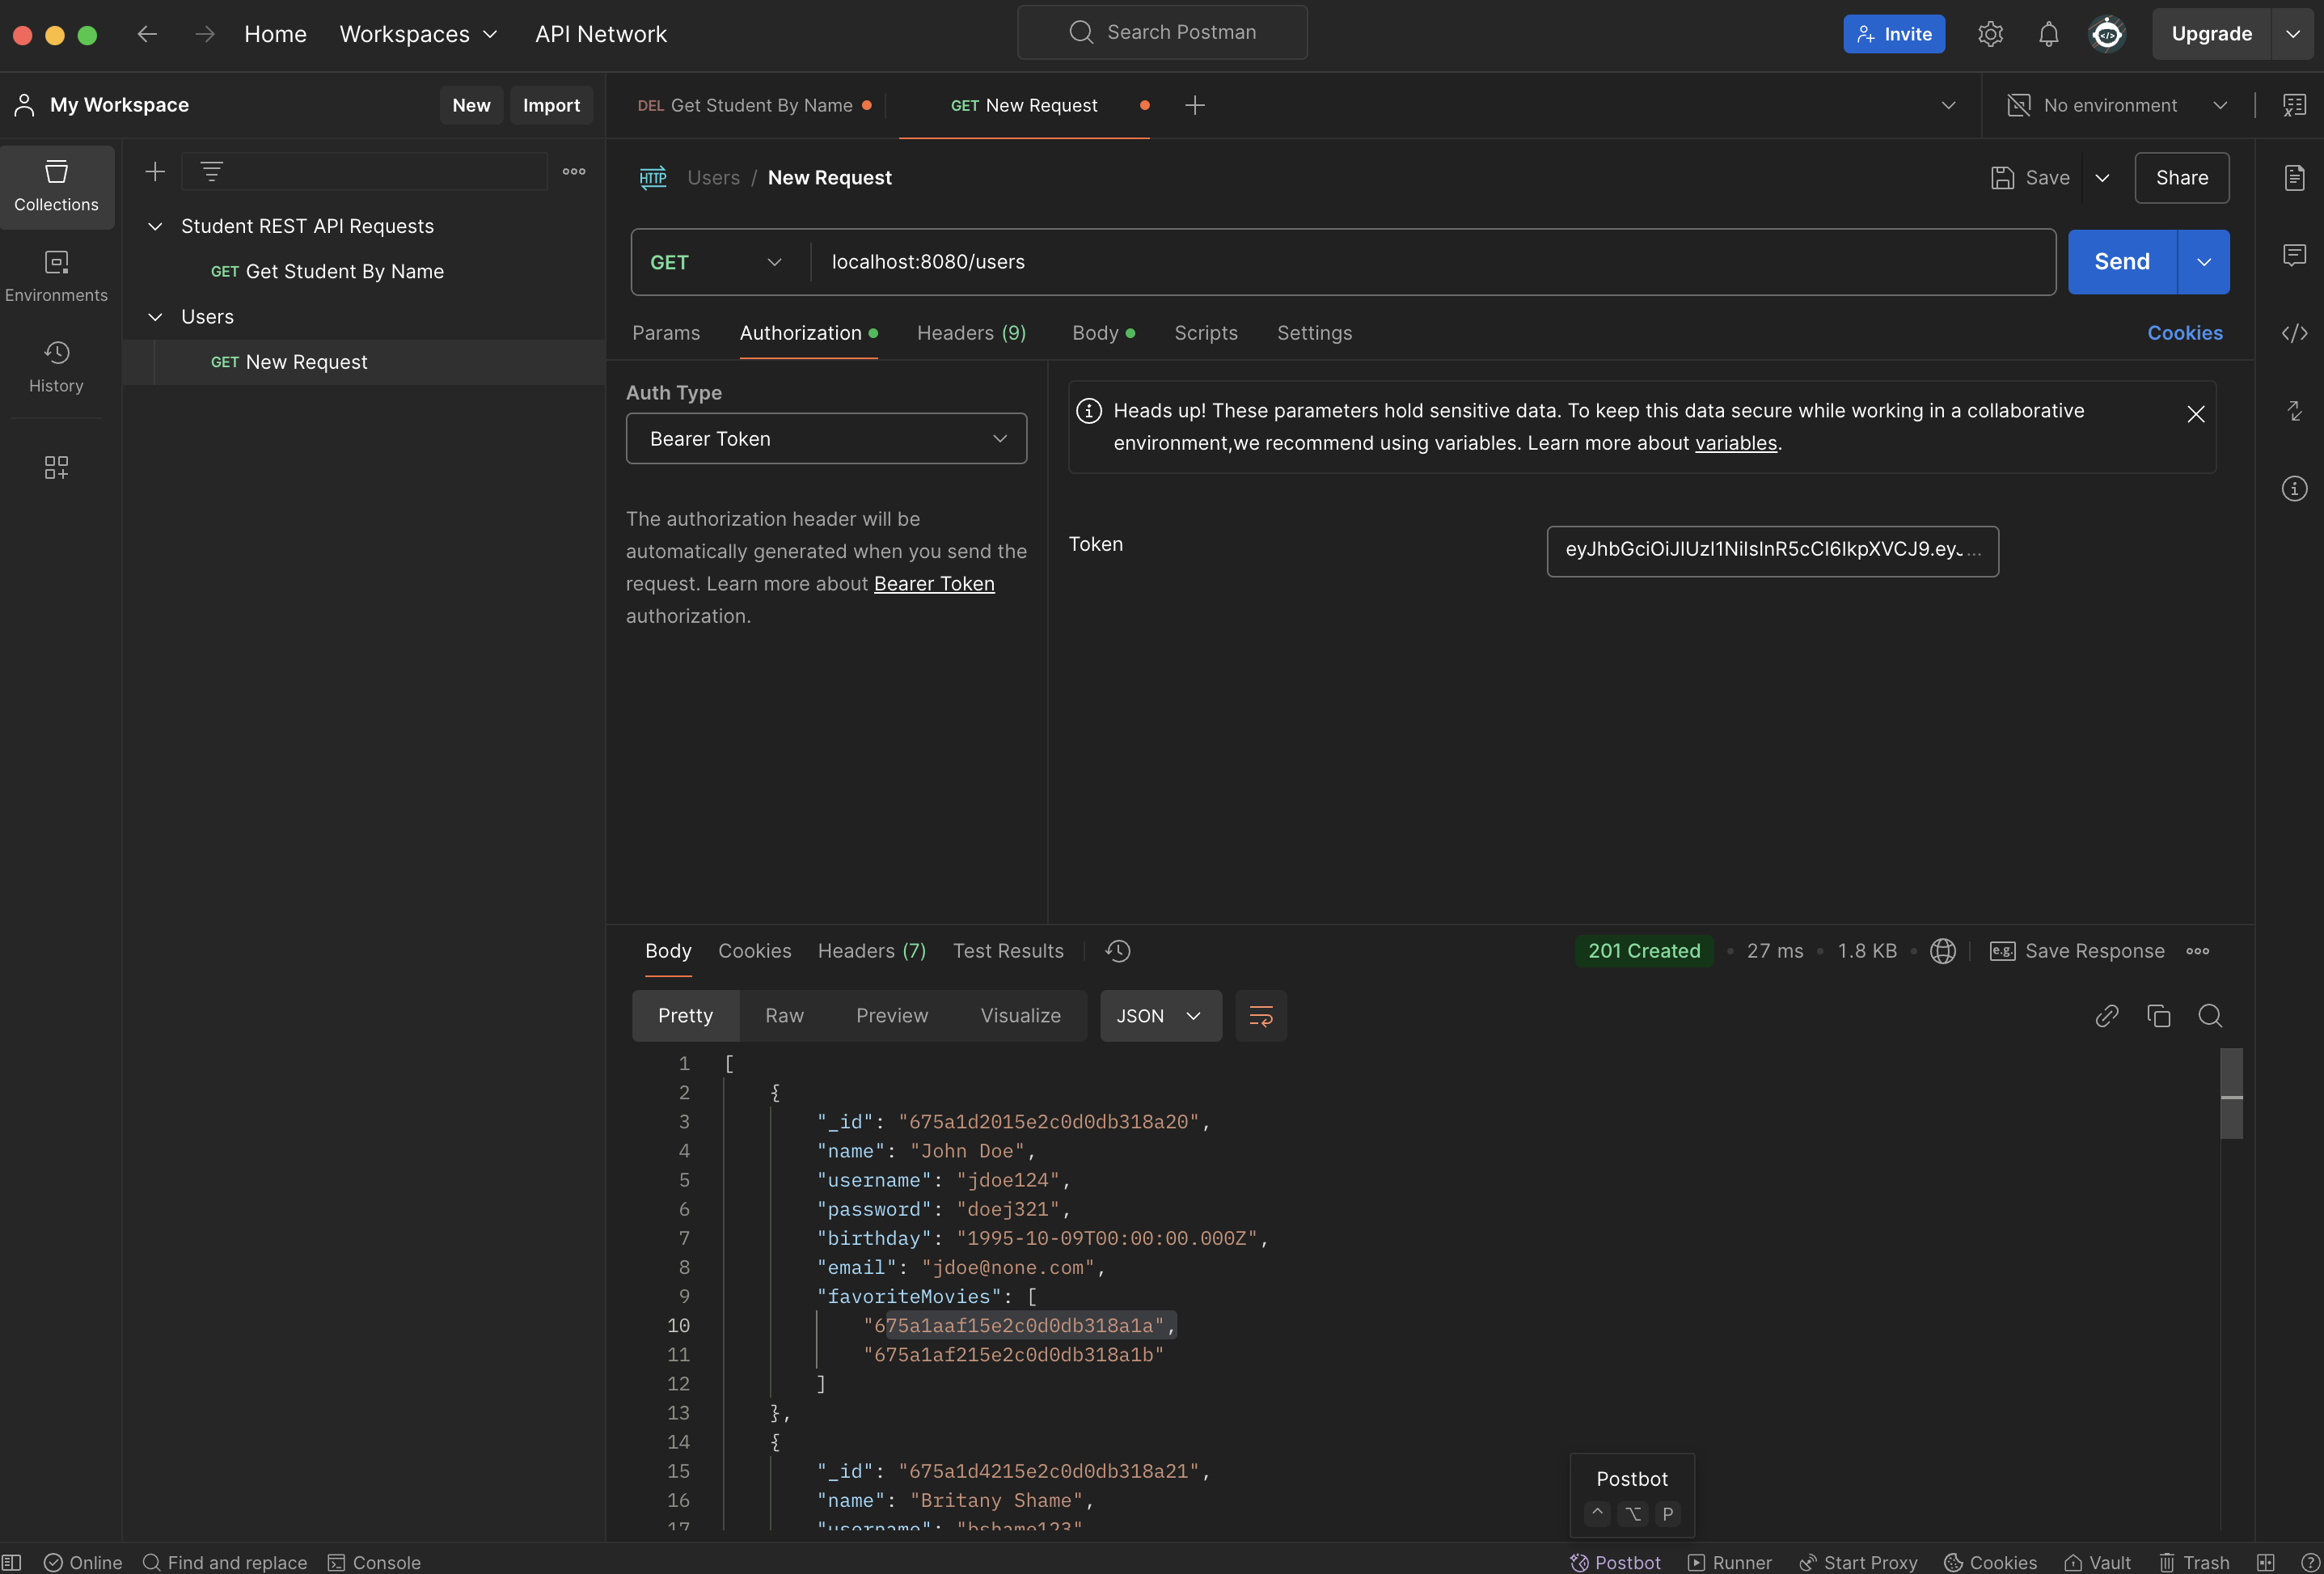 Home
Workspaces
API Network
Search Postman
Invite
Upgrade
My Workspace
New
Import
DEL Get Student By Name
GET New Request
No environment
Collections
Environments
History
Student REST API Requests
GET Get Student By Name
Users
GET New Request
HTTP
Users / New Request
Save
Share
GET
localhost:8080/users
Send
Params
Authorization
Headers (9)
Body
Scripts
Settings
Cookies
Auth Type
Bearer Token
The authorization header will be
automatically generated when you send the
request. Learn more about Bearer Token
authorization.
Heads up! These parameters hold sensitive data. To keep this data secure while working in a collaborative
environment,we recommend using variables. Learn more about variables.
Token
eyJhbGciOiJIUzI1NiIsInR5cCI6IkpXVCJ9.eyJ...
Body
Cookies
Headers (7)
Test Results
201 Created
27 ms
1.8 KB
e.g. Save Response
Pretty
Raw
Preview
Visualize
JSON
1 [
2 {
3 "_id": "675a1d2015e2c0d0db318a20",
4 "name": "John Doe",
5 "username": "jdoe124",
6 "password": "doej321",
7 "birthday": "1995-10-09T00:00:00.000Z",
8 "email": "jdoe@none.com",
9 "favoriteMovies": [
10 "675a1aaf15e2c0d0db318a1a",
11 "675a1af215e2c0d0db318a1b"
12 ]
13 },
14 {
15 "_id": "675a1d4215e2c0d0db318a21",
16 "name": "Britany Shame",
17 "username": "bshame123"
Postbot
^ ⌥ P
Online
Find and replace
Console
Postbot
Runner
Start Proxy
Cookies
Vault
Trash